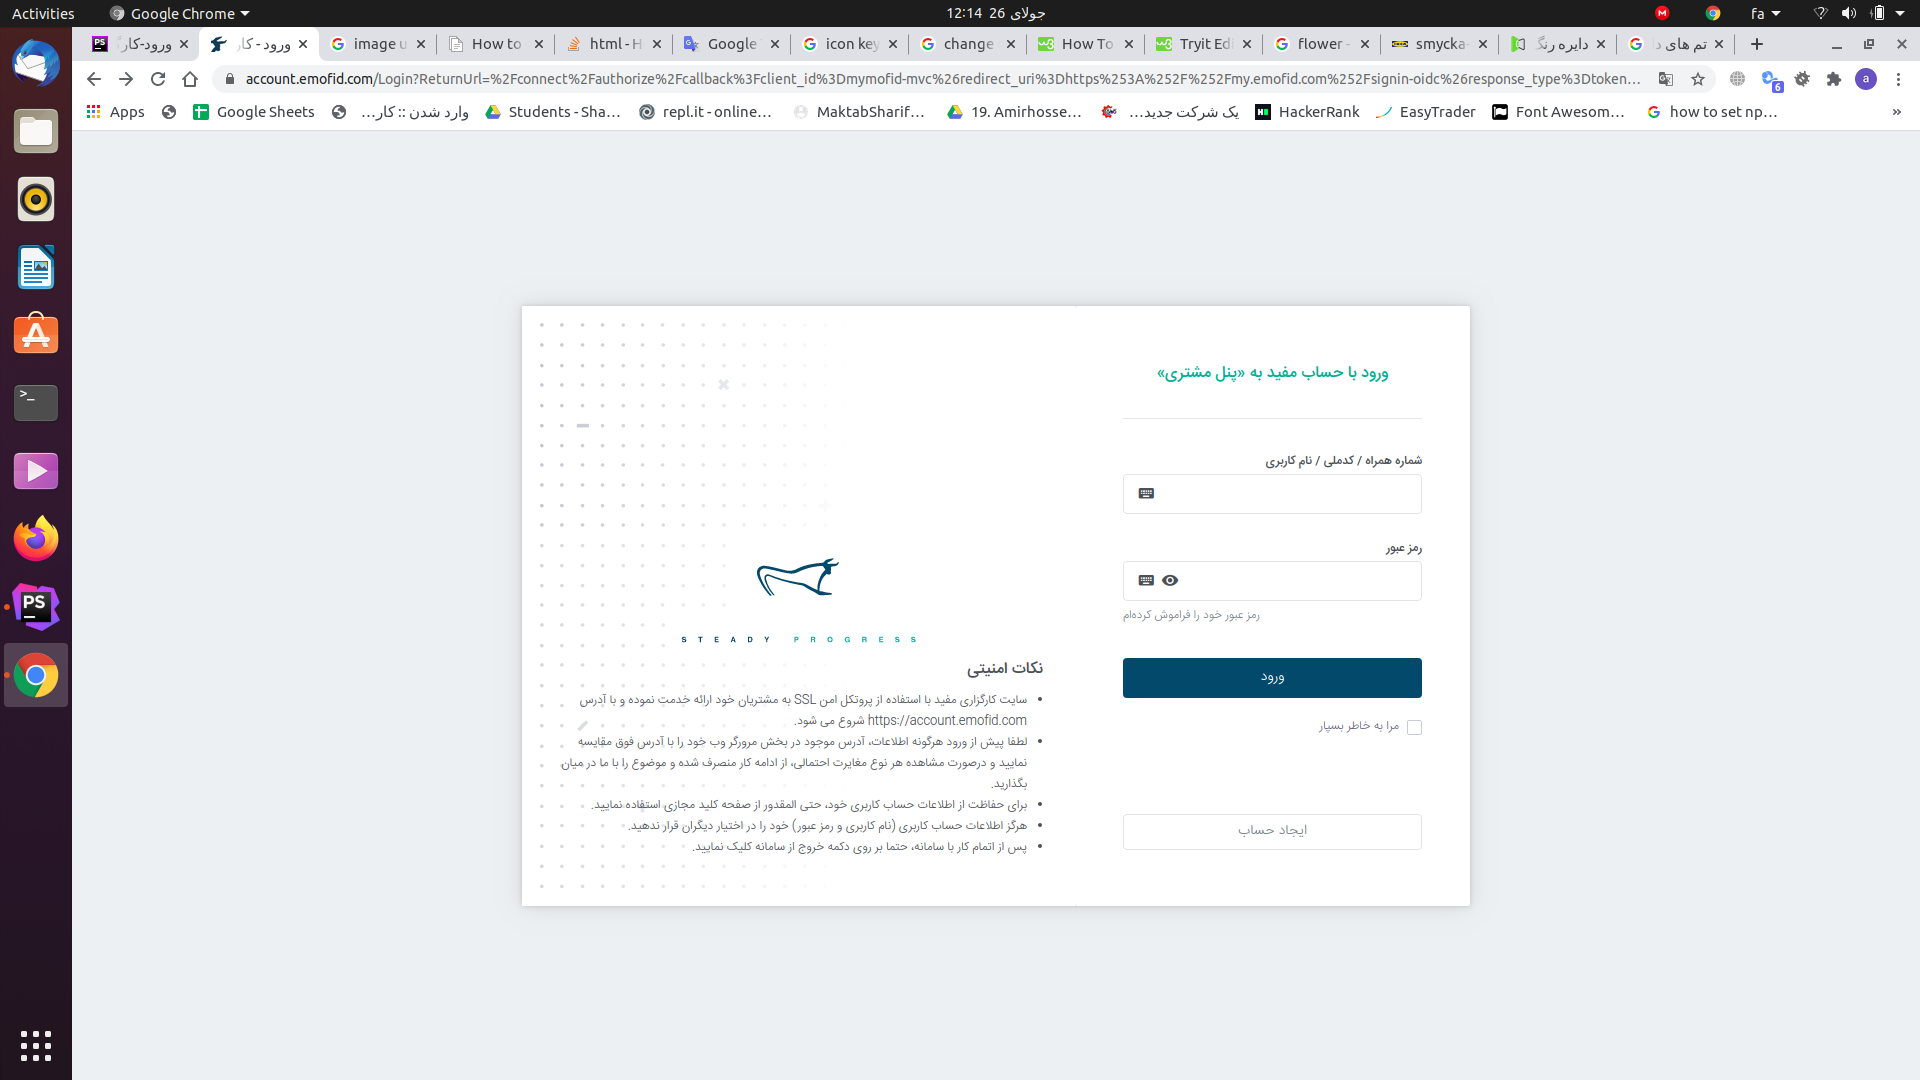 Activities
Google Chrome
جولای 26 12:14
fa
ورود-کار
ورود - کار
image u
How to
html - H
Google
icon key
change
How To
Tryit Edi
flower -
smycka-
دایره رنگ
تم های دا
account.emofid.com/Login?ReturnUrl=%2Fconnect%2Fauthorize%2Fcallback%3Fclient_id%3Dmymofid-mvc%26redirect_uri%3Dhttps%253A%252F%252Fmy.emofid.com%252Fsignin-oidc%26response_type%3Dtoken...
6
a
Apps
Google Sheets
وارد شدن :: کار...
Students - Sha...
repl.it - online...
MaktabSharif...
19. Amirhosse...
یک شرکت جدید...
HackerRank
EasyTrader
Font Awesom...
how to set np...
»
ورود با حساب مفید به «پنل مشتری»
شماره همراه / کدملی / نام کاربری
رمز عبور
رمز عبور خود را فراموش کرده‌ام
ورود
مرا به خاطر بسپار
ایجاد حساب
STEADY PROGRESS
نکات امنیتی
سایت کارگزاری مفید با استفاده از پروتکل امن SSL به مشتریان خود ارائه خدمت نموده و با آدرس
https://account.emofid.com شروع می شود.
لطفا پیش از ورود هرگونه اطلاعات، آدرس موجود در بخش مرورگر وب خود را با آدرس فوق مقایسه
نمایید و درصورت مشاهده هر نوع مغایرت احتمالی، از ادامه کار منصرف شده و موضوع را با ما در میان
بگذارید.
برای حفاظت از اطلاعات حساب کاربری خود، حتی المقدور از صفحه کلید مجازی استفاده نمایید.
هرگز اطلاعات حساب کاربری (نام کاربری و رمز عبور) خود را در اختیار دیگران قرار ندهید.
پس از اتمام کار با سامانه، حتما بر روی دکمه خروج از سامانه کلیک نمایید.
PS
>_